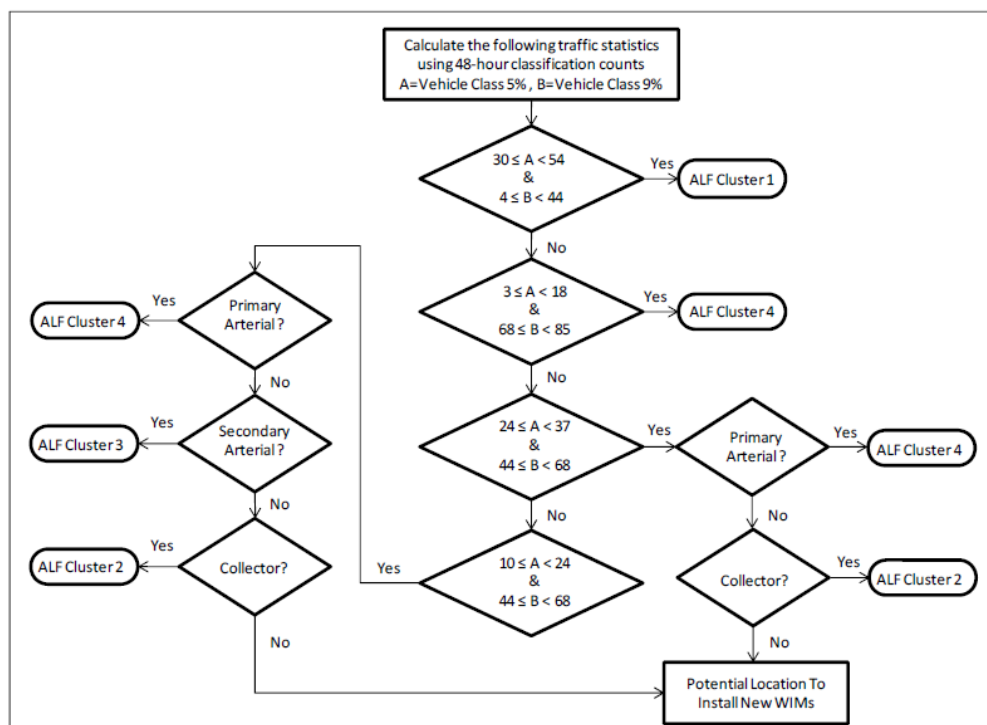 Calculate the following traffic statistics
using 48-hour classification counts
A=Vehicle Class 5% , B=Vehicle Class 9%
30 ≤ A < 54
&
4 ≤ B < 44
Yes
ALF Cluster 1
No
3 ≤ A < 18
&
68 ≤ B < 85
Yes
ALF Cluster 4
No
24 ≤ A < 37
&
44 ≤ B < 68
Yes
Primary
Arterial ?
Yes
ALF Cluster 4
No
Collector?
Yes
ALF Cluster 2
No
Potential Location To
Install New WIMs
No
10 ≤ A < 24
&
44 ≤ B < 68
Yes
Primary
Arterial ?
Yes
ALF Cluster 4
No
Secondary
Arterial ?
Yes
ALF Cluster 3
No
Collector?
Yes
ALF Cluster 2
No